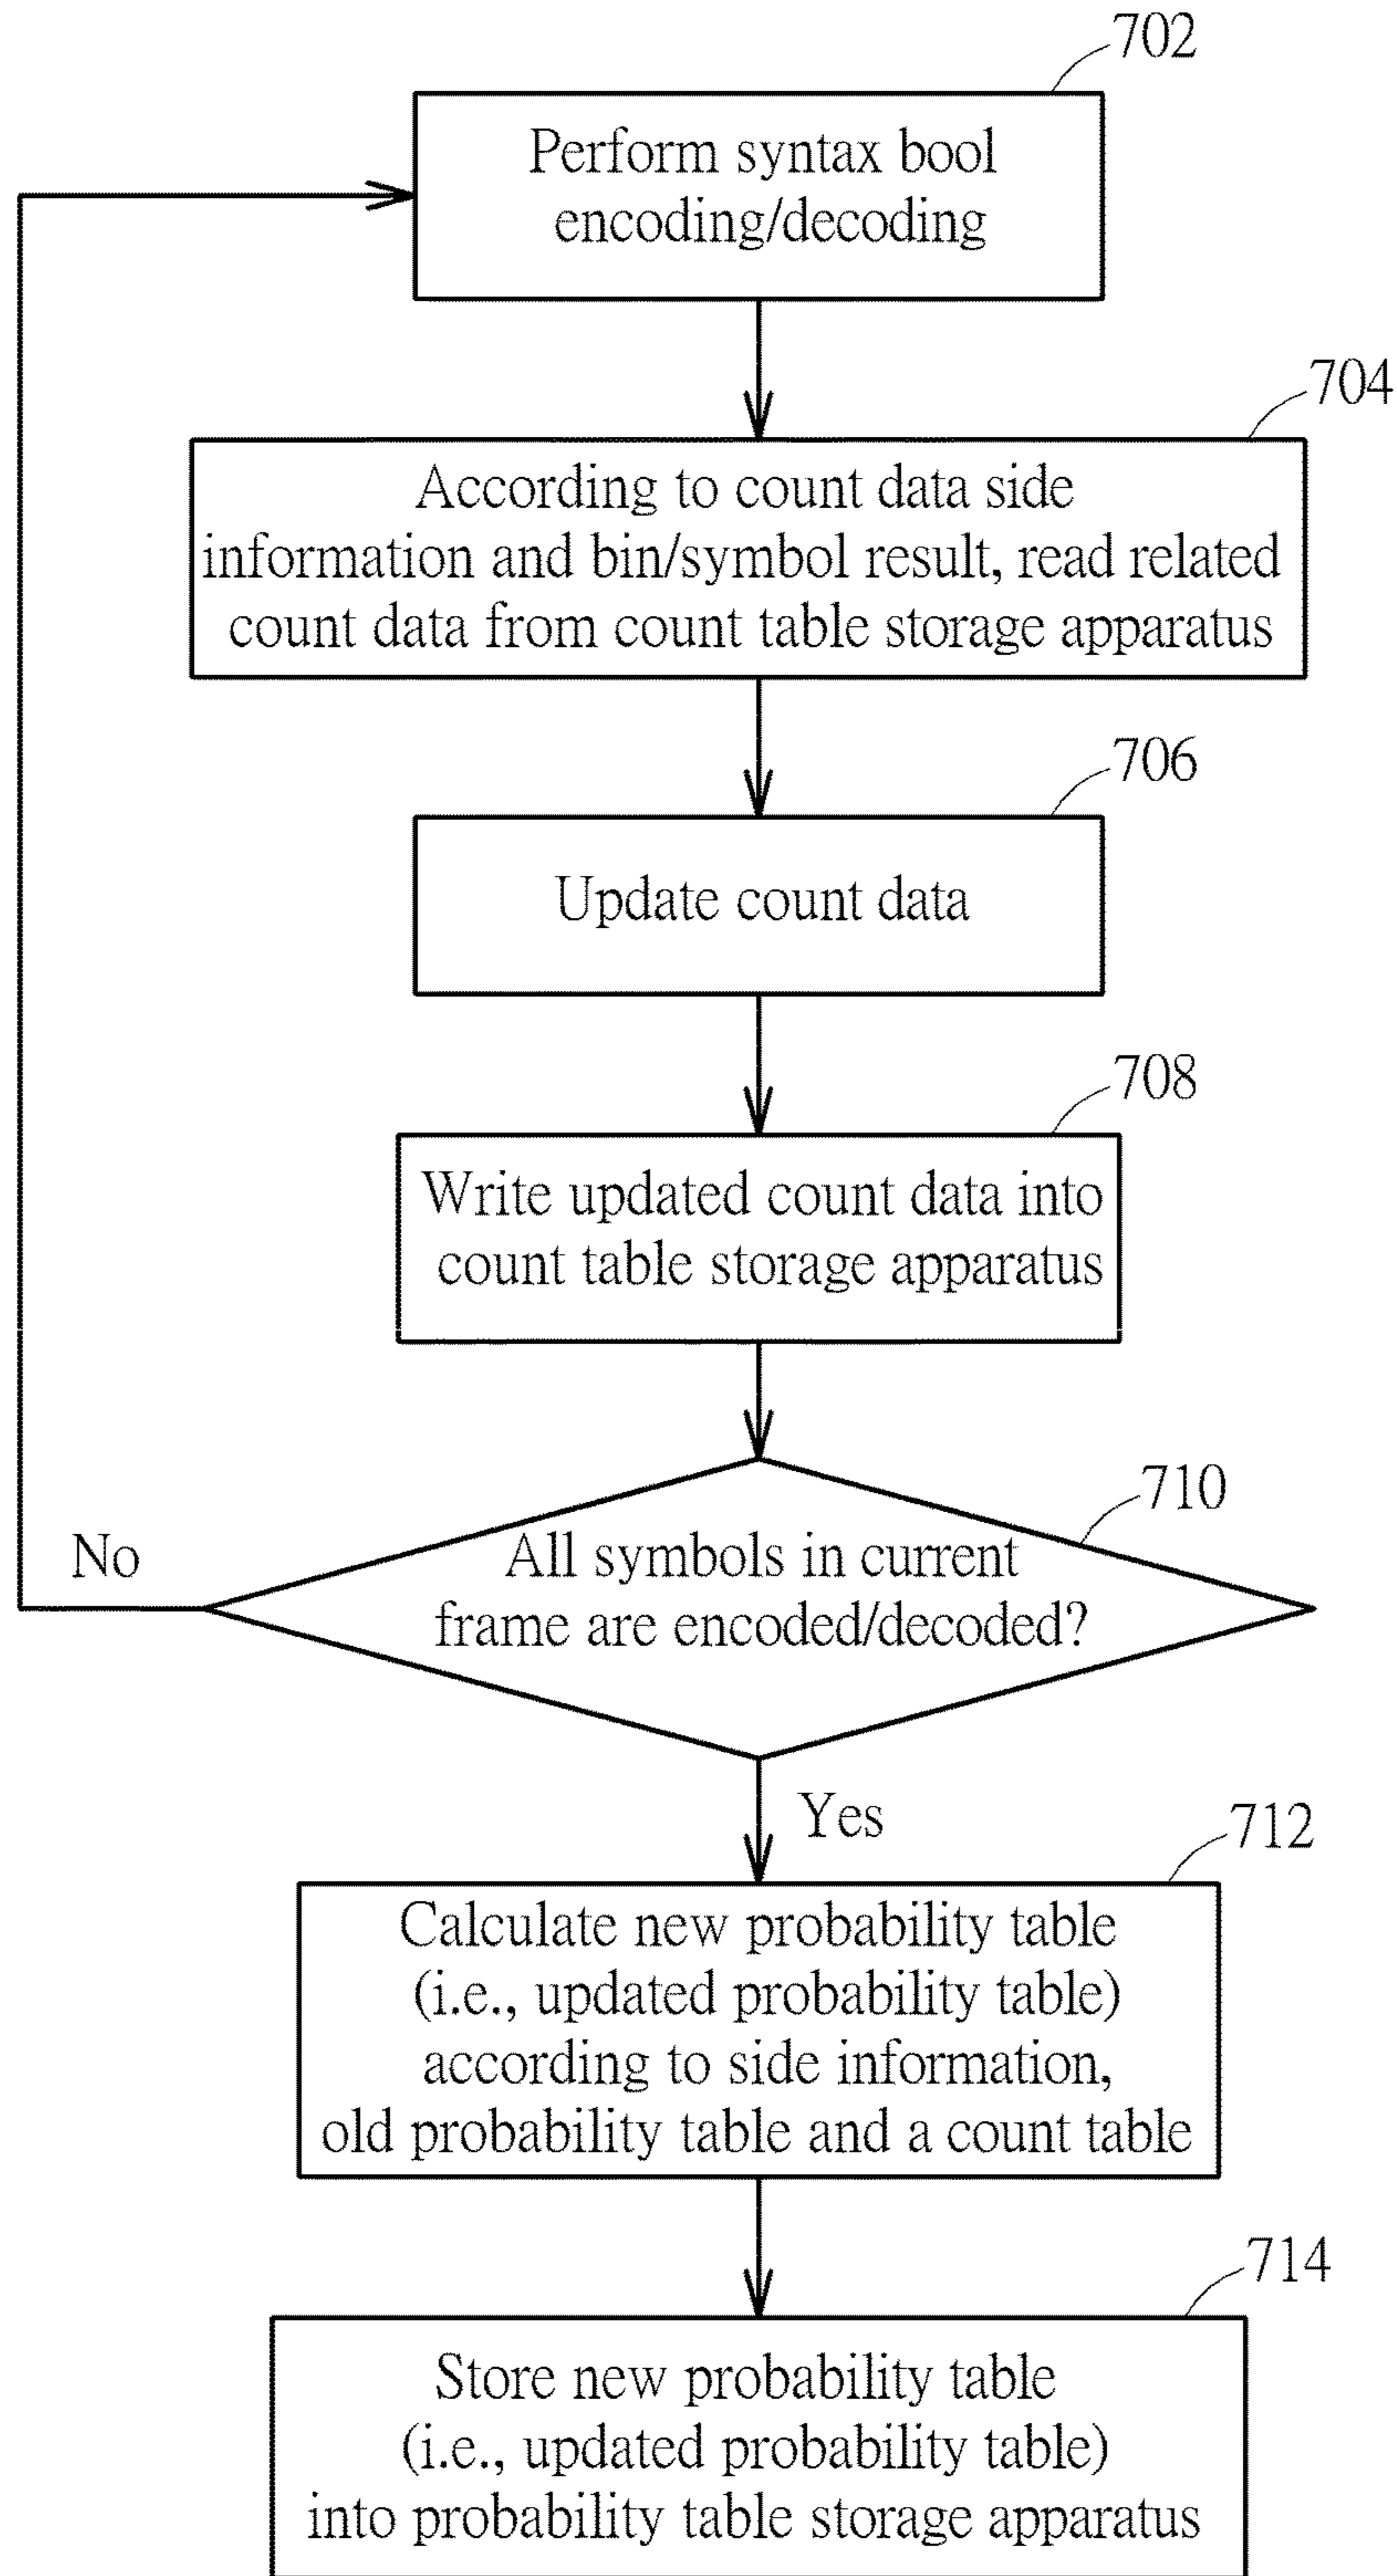 702
Perform syntax bool
encoding/decoding
704
According to count data side
information and bin/symbol result, read related
count data from count table storage apparatus
706
Update count data
708
Write updated count data into
count table storage apparatus
710
No
All symbols in current
frame are encoded/decoded?
Yes
712
Calculate new probability table
(i.e., updated probability table)
according to side information,
old probability table and a count table
714
Store new probability table
(i.e., updated probability table)
into probability table storage apparatus